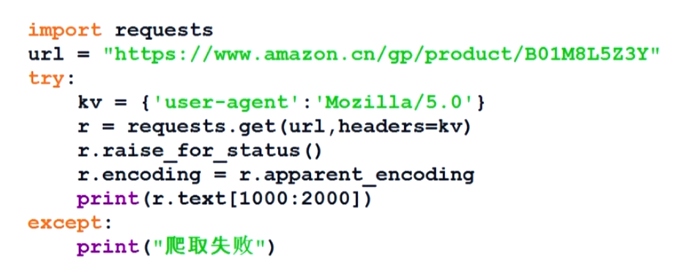 import requests
url = "https://www.amazon.cn/gp/product/B01M8L5Z3Y"
try:
    kv = {'user-agent':'Mozilla/5.0'}
    r = requests.get(url,headers=kv)
    r.raise_for_status()
    r.encoding = r.apparent_encoding
    print(r.text[1000:2000])
except:
    print("爬取失败")